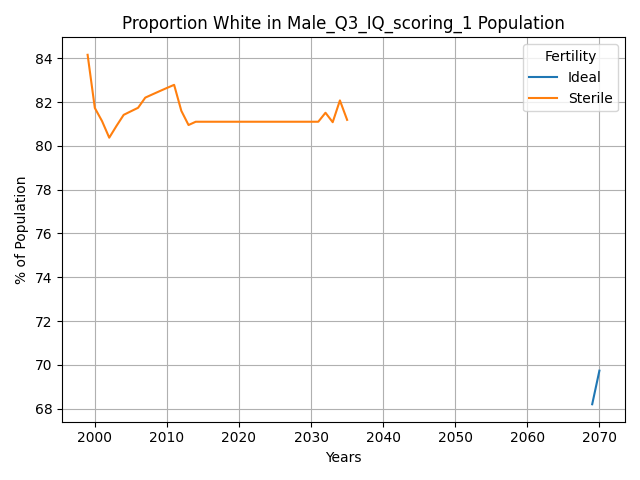 Proportion White in Male_Q3_IQ_scoring_1 Population
% of Population
84
82
80
78
76
74
72
70
68
Fertility
Ideal
Sterile
2000 2010 2020 2030 2040 2050 2060 2070
Years